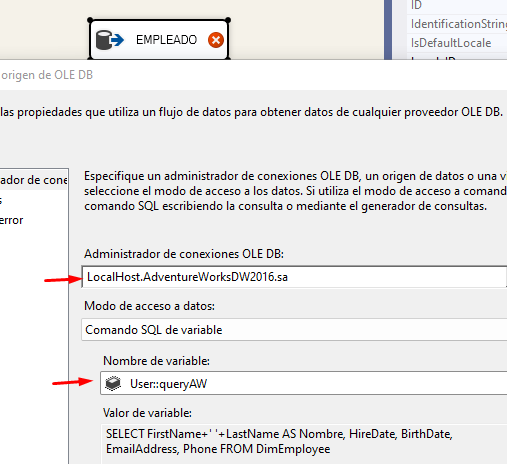 ID
IdentificationString
IsDefaultLocale
EMPLEADO
origen de OLE DB
las propiedades que utiliza un flujo de datos para obtener datos de cualquier proveedor OLE DB.
Especifique un administrador de conexiones OLE DB, un origen de datos o una v
rador de cone
seleccione el modo de acceso a los datos. Si utiliza el modo de acceso a comand
s
comando SQL escribiendo la consulta o mediante el generador de consultas.
error
Administrador de conexiones OLE DB:
LocalHost.AdventureWorksDW2016.sa
Modo de acceso a datos:
Comando SQL de variable
Nombre de variable:
User::queryAW
Valor de variable:
SELECT FirstName+' '+LastName AS Nombre, HireDate, BirthDate,
EmailAddress, Phone FROM DimEmployee